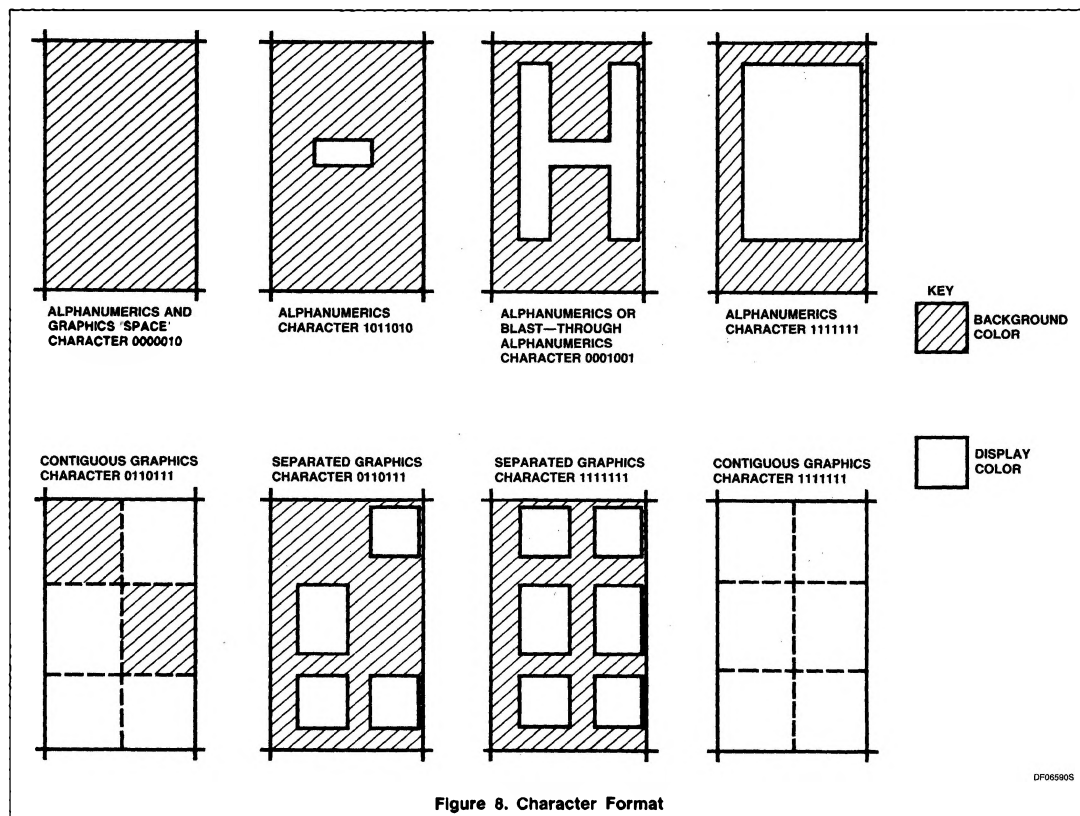 ALPHANUMERICS AND
GRAPHICS 'SPACE'
CHARACTER 0000010
ALPHANUMERICS
CHARACTER 1011010
ALPHANUMERICS OR
BLAST—THROUGH
ALPHANUMERICS
CHARACTER 0001001
ALPHANUMERICS
CHARACTER 1111111
KEY
BACKGROUND
COLOR
DISPLAY
COLOR
CONTIGUOUS GRAPHICS
CHARACTER 0110111
SEPARATED GRAPHICS
CHARACTER 0110111
SEPARATED GRAPHICS
CHARACTER 1111111
CONTIGUOUS GRAPHICS
CHARACTER 1111111
DF06590S
Figure 8. Character Format